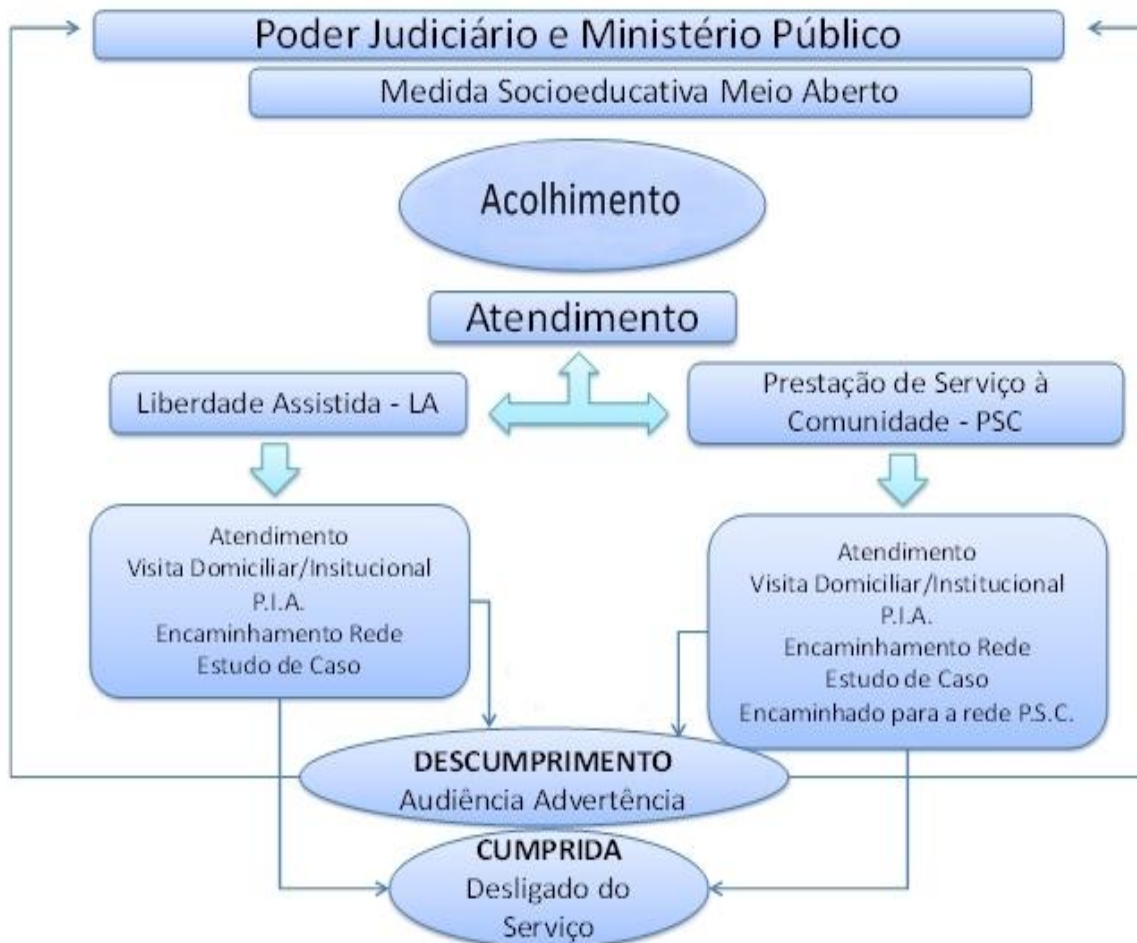 Poder Judiciário e Ministério Público
Medida Socioeducativa Meio Aberto
Acolhimento
Atendimento
Liberdade Assistida - LA
Prestação de Serviço à
Comunidade - PSC
Atendimento
Visita Domiciliar/Insitucional
P.I.A.
Encaminhamento Rede
Estudo de Caso
Atendimento
Visita Domiciliar/Institucional
P.I.A.
Encaminhamento Rede
Estudo de Caso
Encaminhado para a rede P.S.C.
DESCUMPRIMENTO
Audiência Advertência
CUMPRIDA
Desligado do
Serviço